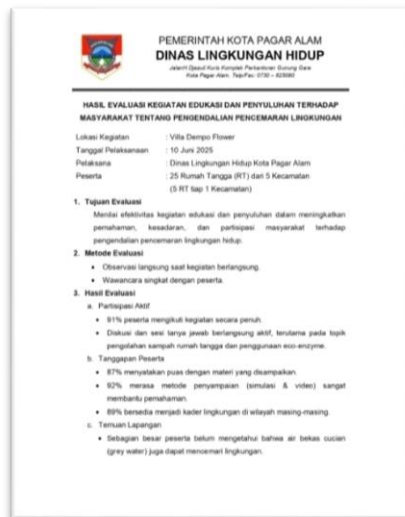 PEMERINTAH KOTA PAGAR ALAM
DINAS LINGKUNGAN HIDUP
Kota Pagar Alam
HASIL EVALUASI KEGIATAN EDUKASI DAN PENYULUHAN TERHADAP
MASYARAKAT TENTANG PENGENDALIAN PENCEMARAN LINGKUNGAN
Lokasi Kegiatan : Villa Dempo Flower
Tanggal Pelaksanaan : 10 Juni 2025
Pelaksana : Dinas Lingkungan Hidup Kota Pagar Alam
Peserta : 25 Rumah Tangga (RT) dari 5 Kecamatan
(5 RT tiap 1 Kecamatan)
1. Tujuan Evaluasi
Menilai efektivitas kegiatan edukasi dan penyuluhan dalam meningkatkan
pemahaman, kesadaran, dan partisipasi masyarakat terhadap
pengendalian pencemaran lingkungan hidup.
2. Metode Evaluasi
• Observasi langsung saat kegiatan berlangsung.
• Wawancara singkat dengan peserta.
3. Hasil Evaluasi
a. Partisipasi Aktif
• 91% peserta mengikuti kegiatan secara penuh.
• Diskusi dan sesi tanya jawab berlangsung aktif, terutama pada topik
pengolahan sampah rumah tangga dan penggunaan eco-enzyme.
b. Tanggapan Peserta
• 87% menyatakan puas dengan materi yang disampaikan.
• 92% merasa metode penyampaian (simulasi & video) sangat
membantu pemahaman.
• 89% bersedia menjadi kader lingkungan di wilayah masing-masing.
c. Temuan Lapangan
• Sebagian besar peserta belum mengetahui bahwa air bekas cucian
(grey water) juga dapat mencemari lingkungan.